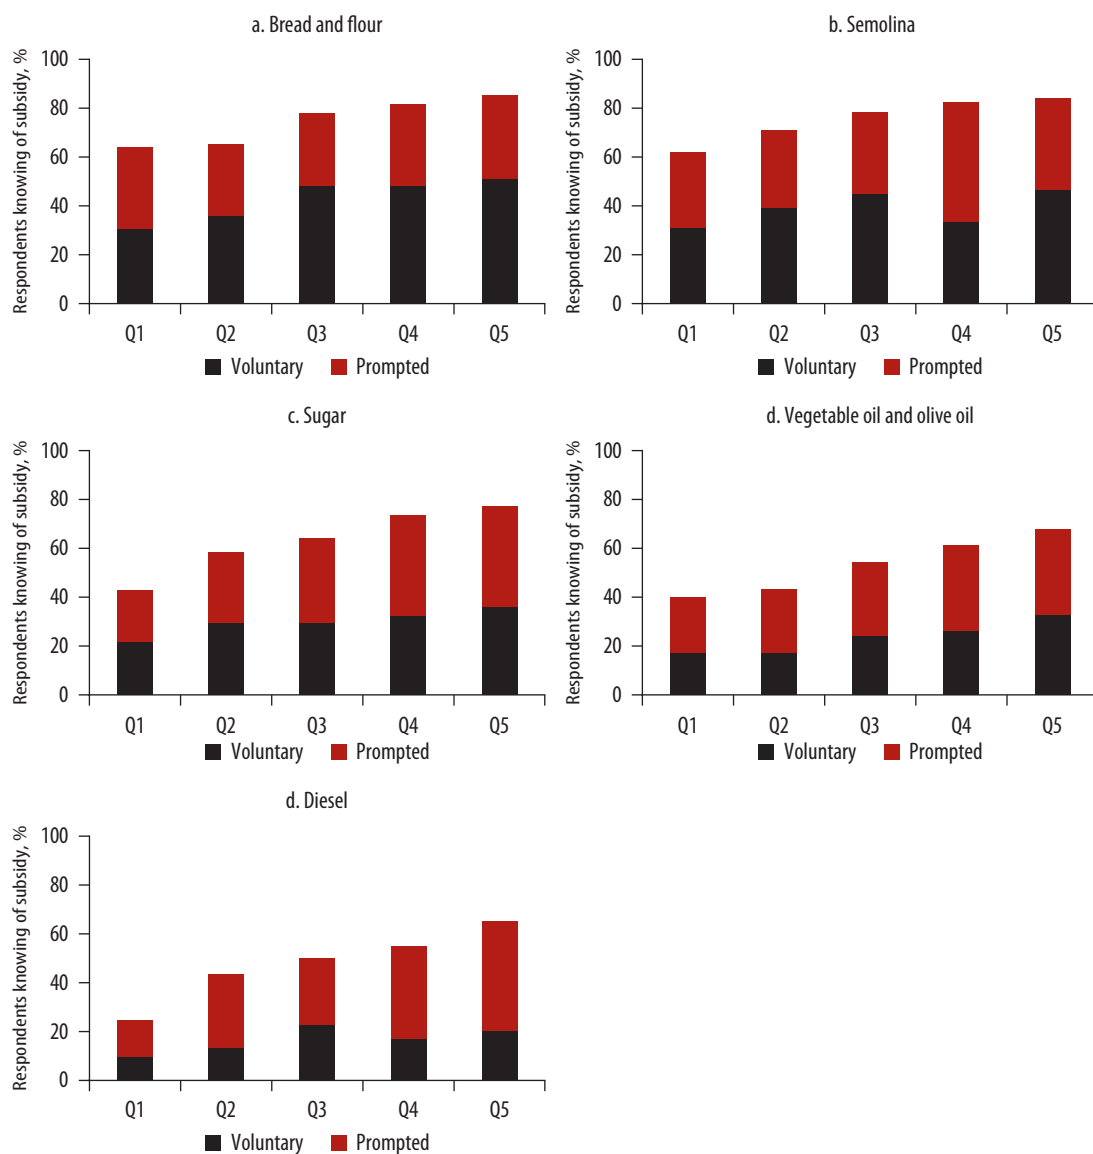 a. Bread and flour
Respondents knowing of subsidy, %
100
80
60
40
20
0
Q1 Q2 Q3 Q4 Q5
Voluntary Prompted
b. Semolina
Respondents knowing of subsidy, %
100
80
60
40
20
0
Q1 Q2 Q3 Q4 Q5
Voluntary Prompted
c. Sugar
Respondents knowing of subsidy, %
100
80
60
40
20
0
Q1 Q2 Q3 Q4 Q5
Voluntary Prompted
d. Vegetable oil and olive oil
Respondents knowing of subsidy, %
100
80
60
40
20
0
Q1 Q2 Q3 Q4 Q5
Voluntary Prompted
d. Diesel
Respondents knowing of subsidy, %
100
80
60
40
20
0
Q1 Q2 Q3 Q4 Q5
Voluntary Prompted